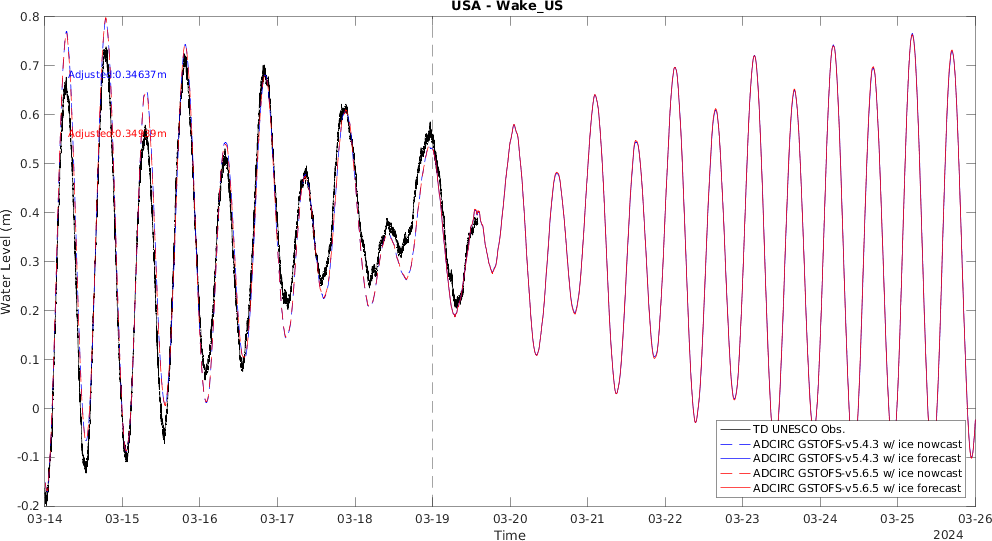 USA - Wake_US
0.8
0.7
0.6
0.5
0.4
0.3
0.2
0.1
0
-0.1
-0.2
Water Level (m)
Adjusted:0.34637m
TD UNESCO Obs.
ADCIRC GSTOFS-v5.4.3 w/ ice nowcast
ADCIRC GSTOFS-v5.4.3 w/ ice forecast
ADCIRC GSTOFS-v5.6.5 w/ ice nowcast
ADCIRC GSTOFS-v5.6.5 w/ ice forecast
03-14 03-15 03-16 03-17 03-18 03-19 03-20 03-21 03-22 03-23 03-24 03-25 03-26
Time
2024